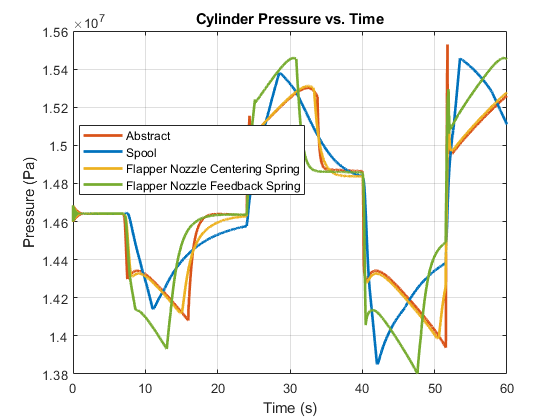 Cylinder Pressure vs. Time
×10⁷
1.56
1.54
1.52
1.5
1.48
1.46
1.44
1.42
1.4
1.38
Pressure (Pa)
Abstract
Spool
Flapper Nozzle Centering Spring
Flapper Nozzle Feedback Spring
0 10 20 30 40 50 60
Time (s)